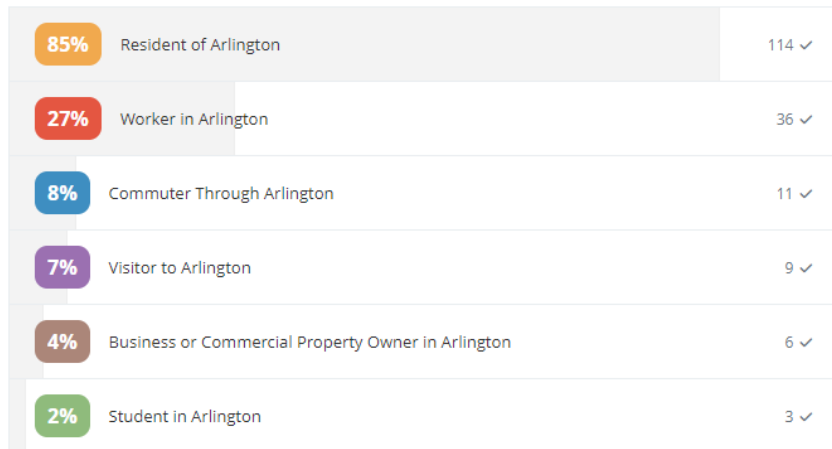 85% Resident of Arlington 114 ✓
27% Worker in Arlington 36 ✓
8% Commuter Through Arlington 11 ✓
7% Visitor to Arlington 9 ✓
4% Business or Commercial Property Owner in Arlington 6 ✓
2% Student in Arlington 3 ✓